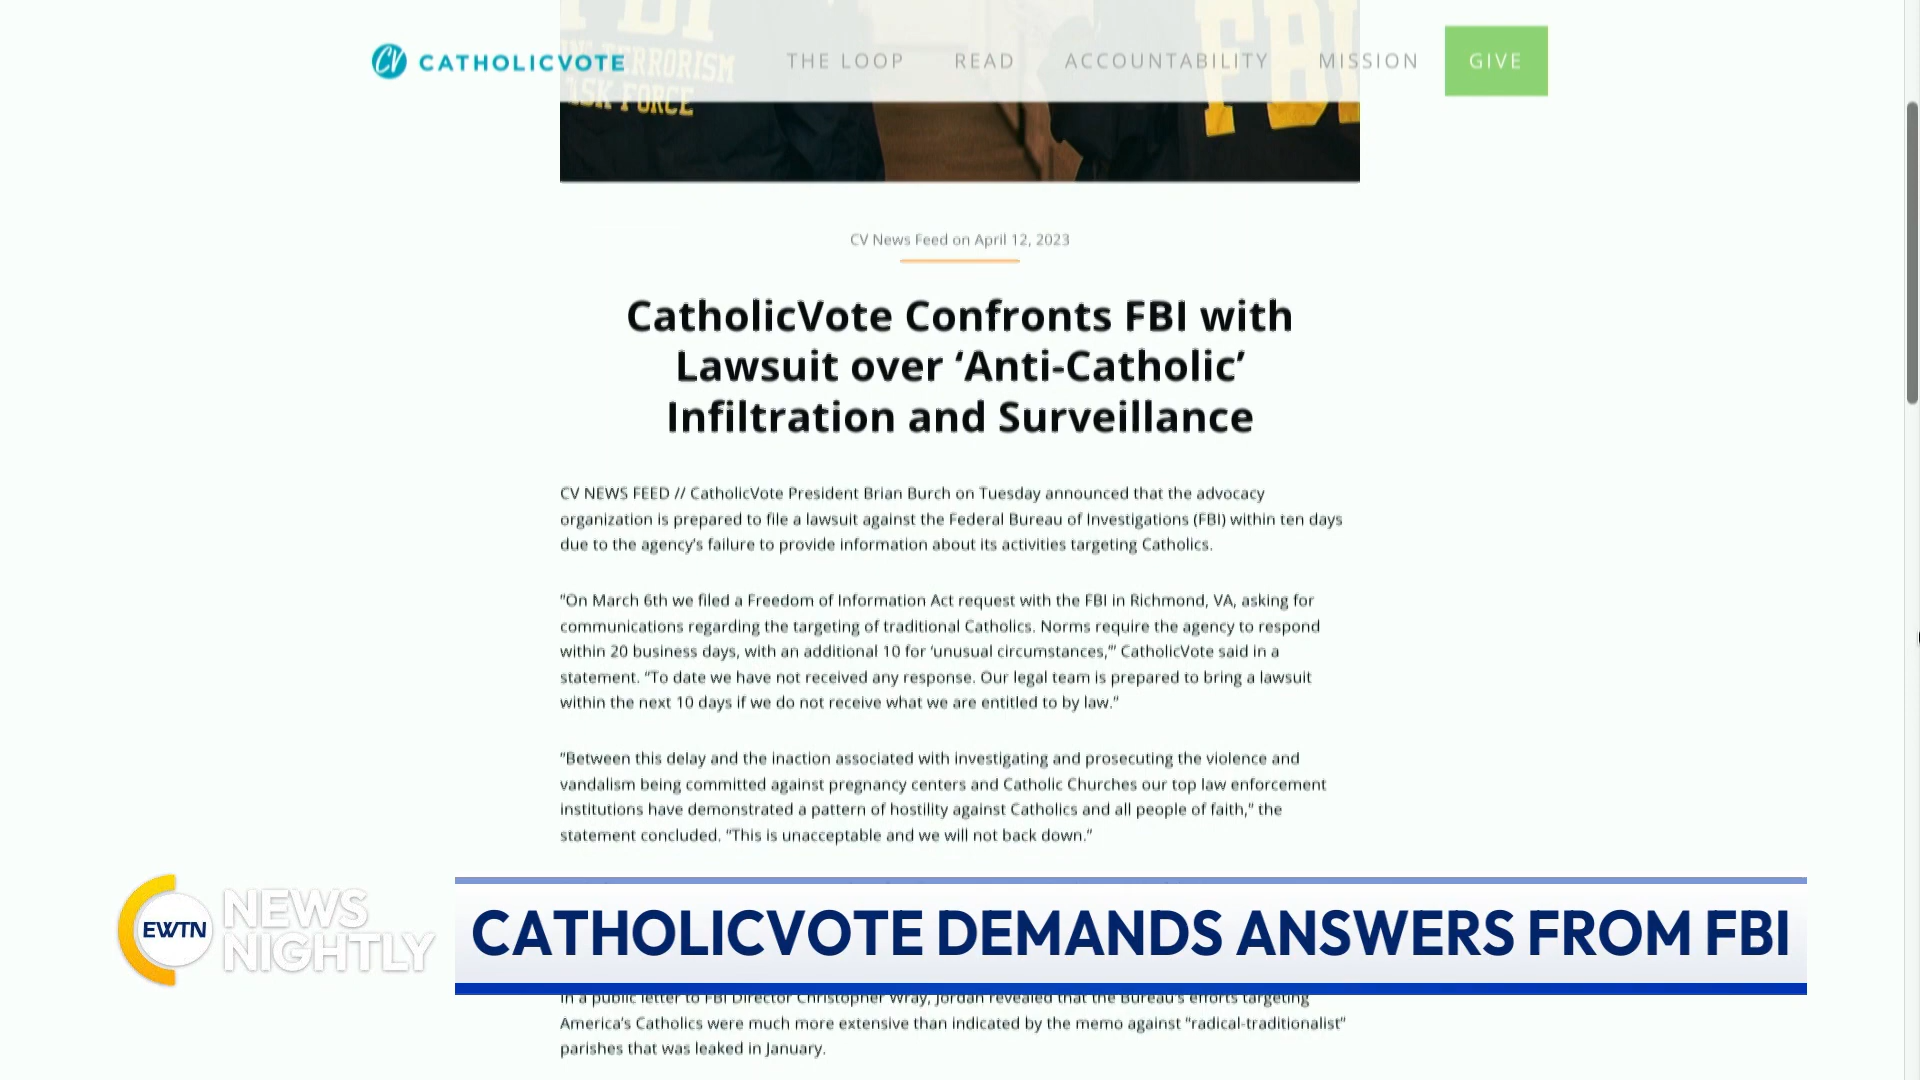 FBI
FBI
TERRORISM
TASK FORCE
CV CATHOLICVOTE
THE LOOP
READ
ACCOUNTABILITY
MISSION
GIVE
CV News Feed on April 12, 2023
CatholicVote Confronts FBI with
Lawsuit over ‘Anti-Catholic’
Infiltration and Surveillance
CV NEWS FEED // CatholicVote President Brian Burch on Tuesday announced that the advocacy
organization is prepared to file a lawsuit against the Federal Bureau of Investigations (FBI) within ten days
due to the agency’s failure to provide information about its activities targeting Catholics.
“On March 6th we filed a Freedom of Information Act request with the FBI in Richmond, VA, asking for
communications regarding the targeting of traditional Catholics. Norms require the agency to respond
within 20 business days, with an additional 10 for ‘unusual circumstances,’” CatholicVote said in a
statement. “To date we have not received any response. Our legal team is prepared to bring a lawsuit
within the next 10 days if we do not receive what we are entitled to by law.”
“Between this delay and the inaction associated with investigating and prosecuting the violence and
vandalism being committed against pregnancy centers and Catholic Churches our top law enforcement
institutions have demonstrated a pattern of hostility against Catholics and all people of faith,” the
statement concluded. “This is unacceptable and we will not back down.”
EWTN
NEWS
NIGHTLY
CATHOLICVOTE DEMANDS ANSWERS FROM FBI
In a public letter to FBI Director Christopher Wray, Jordan revealed that the Bureau’s efforts targeting
America’s Catholics were much more extensive than indicated by the memo against “radical-traditionalist”
parishes that was leaked in January.